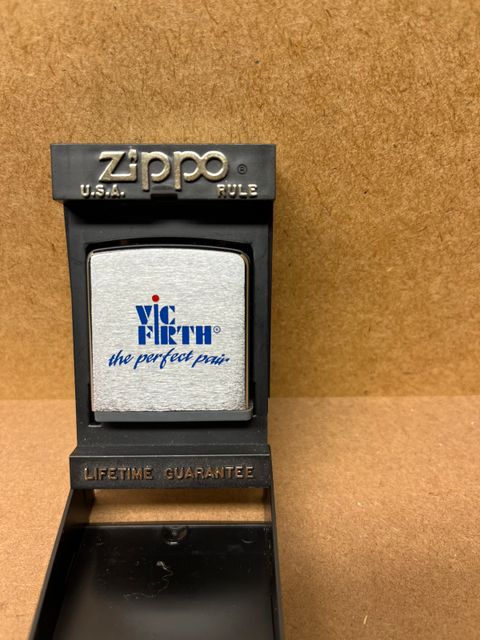 Zippo®
U.S.A. RULE
VIC
FIRTH®
the perfect pair
LIFETIME GUARANTEE